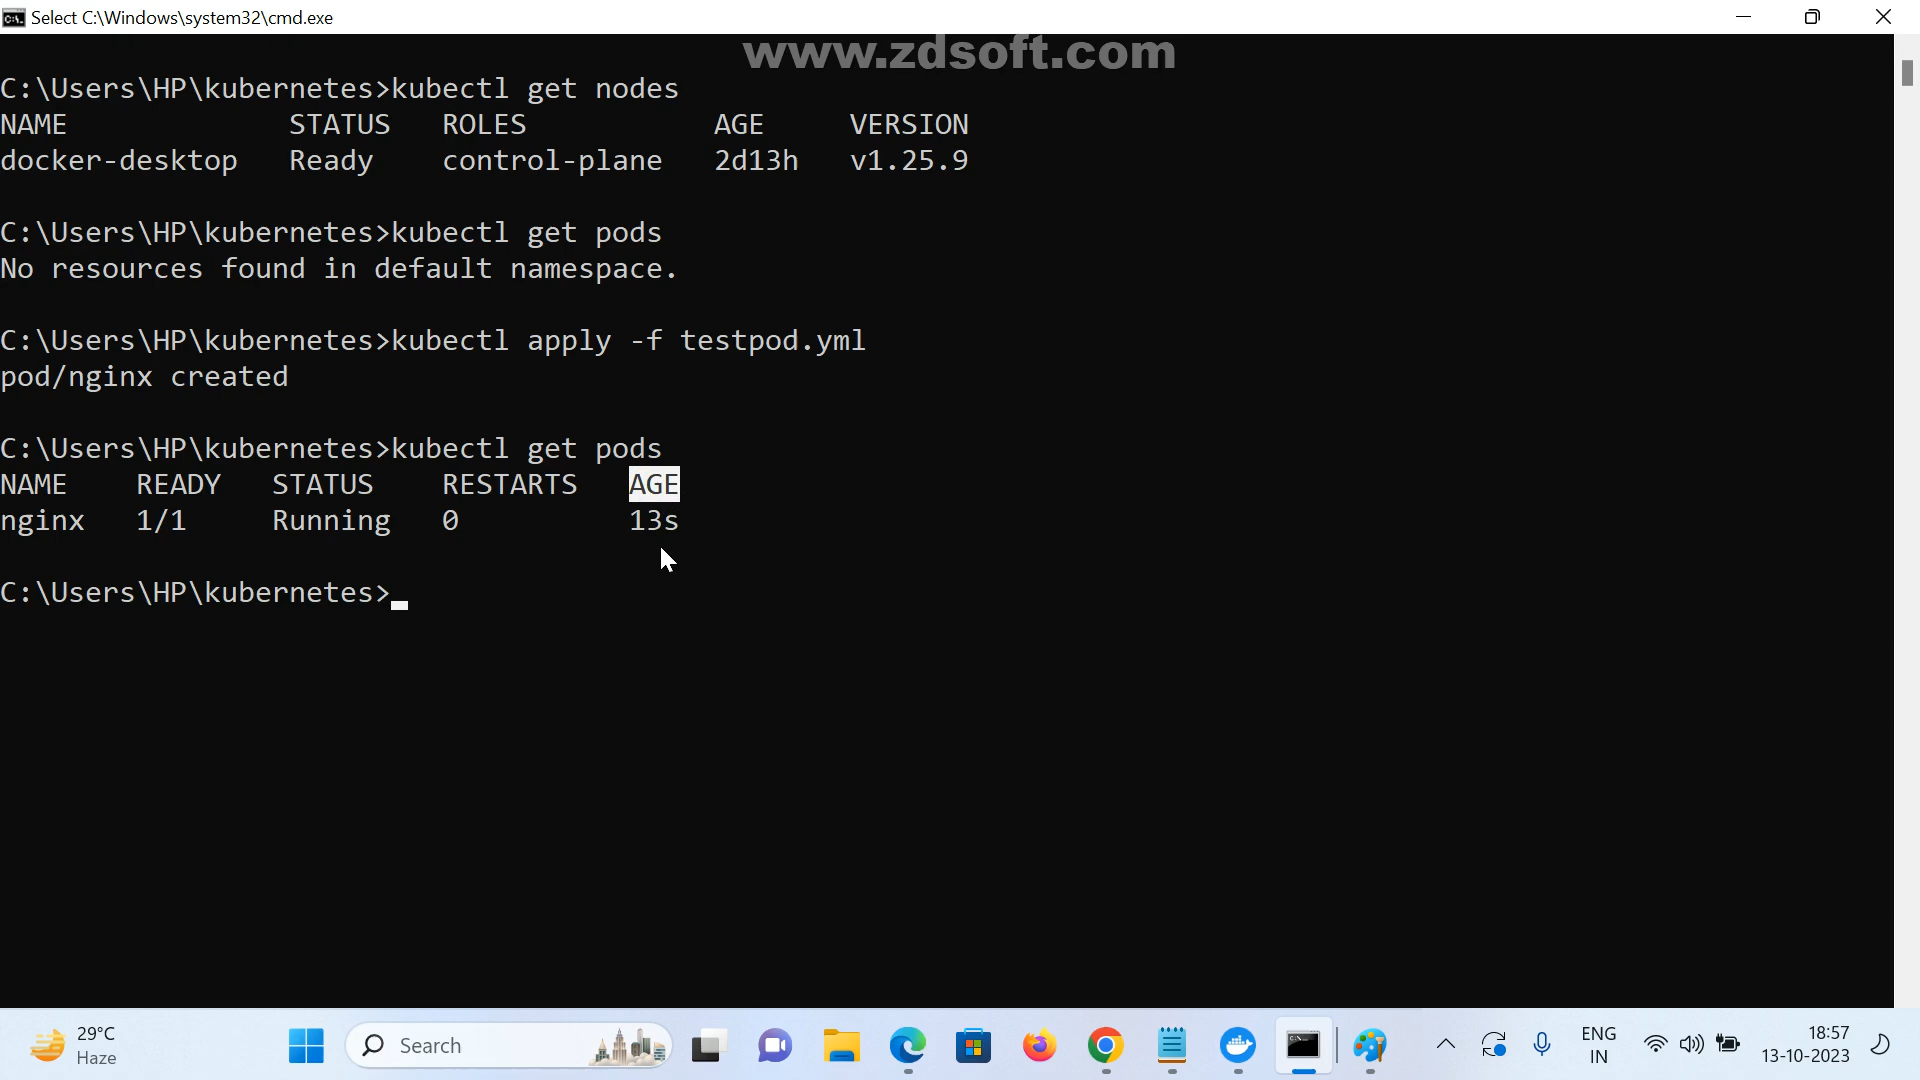 Select C:\Windows\system32\cmd.exe
www.zdsoft.com
C:\Users\HP\kubernetes>kubectl get nodes
NAME STATUS ROLES AGE VERSION
docker-desktop Ready control-plane 2d13h v1.25.9
C:\Users\HP\kubernetes>kubectl get pods
No resources found in default namespace.
C:\Users\HP\kubernetes>kubectl apply -f testpod.yml
pod/nginx created
C:\Users\HP\kubernetes>kubectl get pods
NAME READY STATUS RESTARTS AGE
nginx 1/1 Running 0 13s
C:\Users\HP\kubernetes>
29°C
Haze
Search
ENG
IN
18:57
13-10-2023